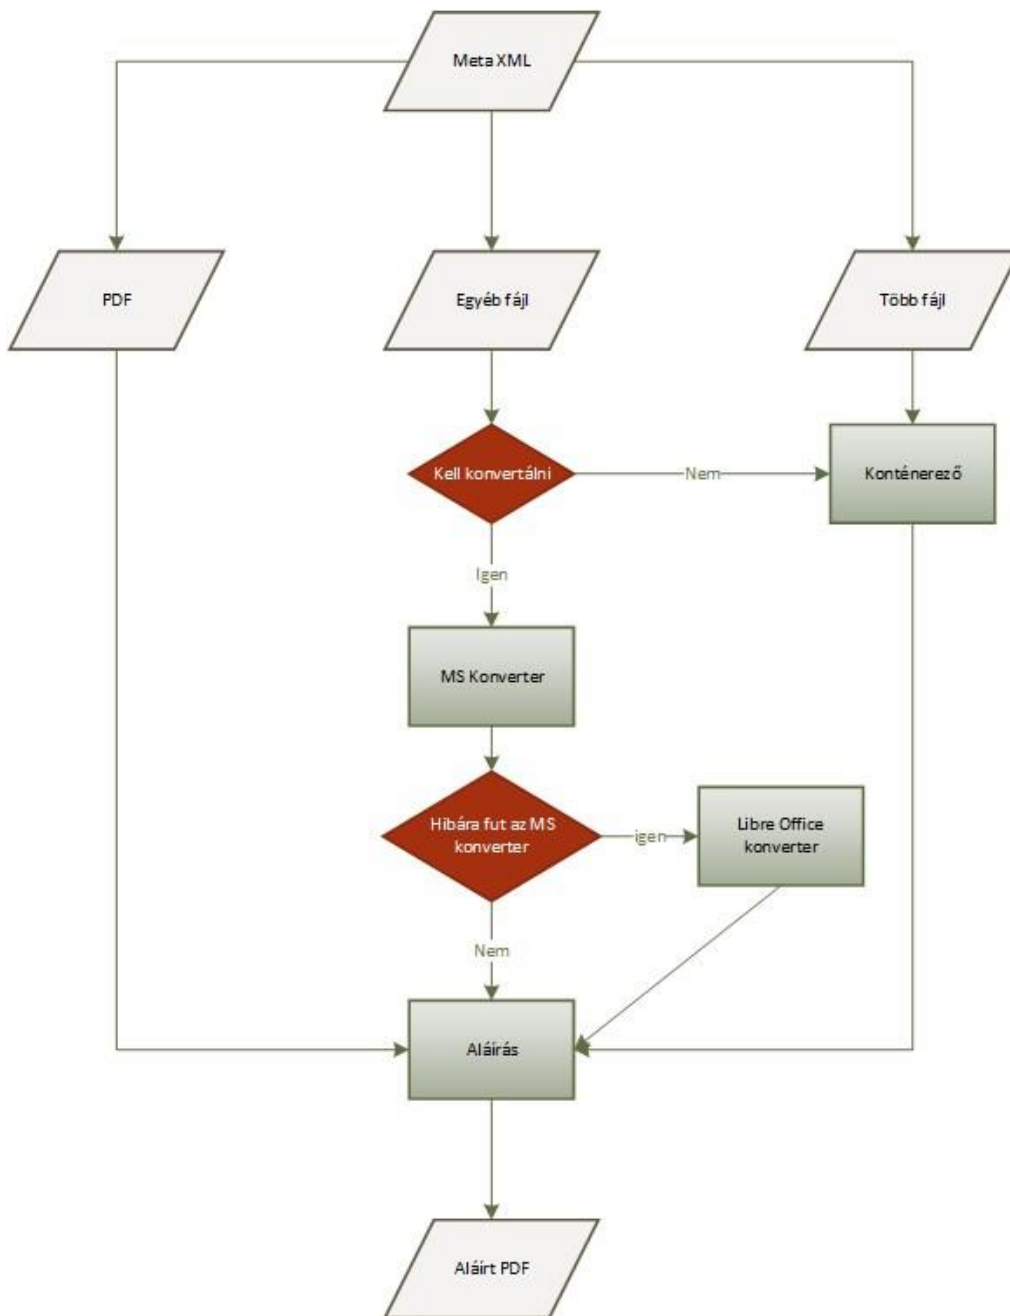 Meta XML
PDF
Egyéb fájl
Több fájl
Kell konvertálni
Nem
Konténerező
Igen
MS Konverter
Hibára fut az MS
konverter
igen
Libre Office
konverter
Nem
Aláírás
Aláírt PDF